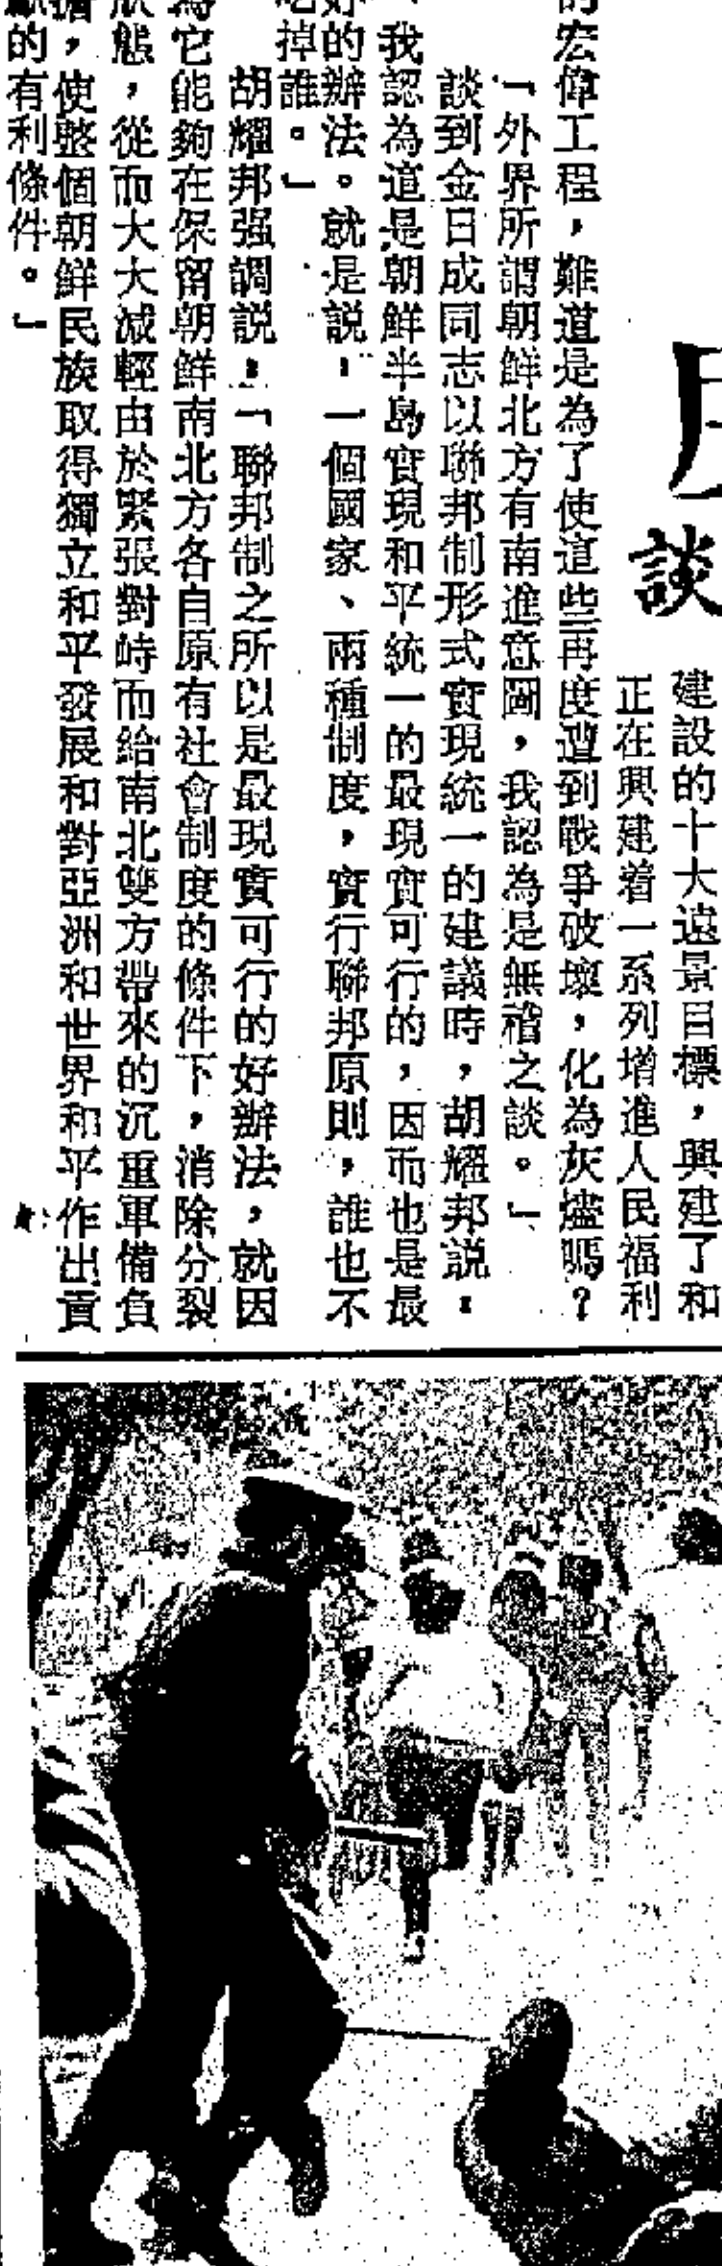 談
建設的十大遠景目標，興建了和
正在興建着一系列增進人民福利
的宏偉工程，難道是為了使這些再度遭到戰爭破壞，化為灰燼嗎？
「外界所謂朝鮮北方有南進意圖，我認為是無稽之談。」
談到金日成同志以聯邦制形式實現統一的建議時，胡耀邦説：
「我認為這是朝鮮半島實現和平統一的最現實可行的，因而也是最
好的辦法。就是説，一個國家、兩種制度，實行聯邦原則，誰也不
吃掉誰。」
胡耀邦强調説：「聯邦制之所以是最現實可行的好辦法，就因
為它能夠在保留朝鮮南北方各自原有社會制度的條件下，消除分裂
狀態，從而大大減輕由於緊張對峙而給南北雙方帶來的沉重軍備負
擔，使整個朝鮮民族取得獨立和平發展和對亞洲和世界和平作出貢
獻的有利條件。」